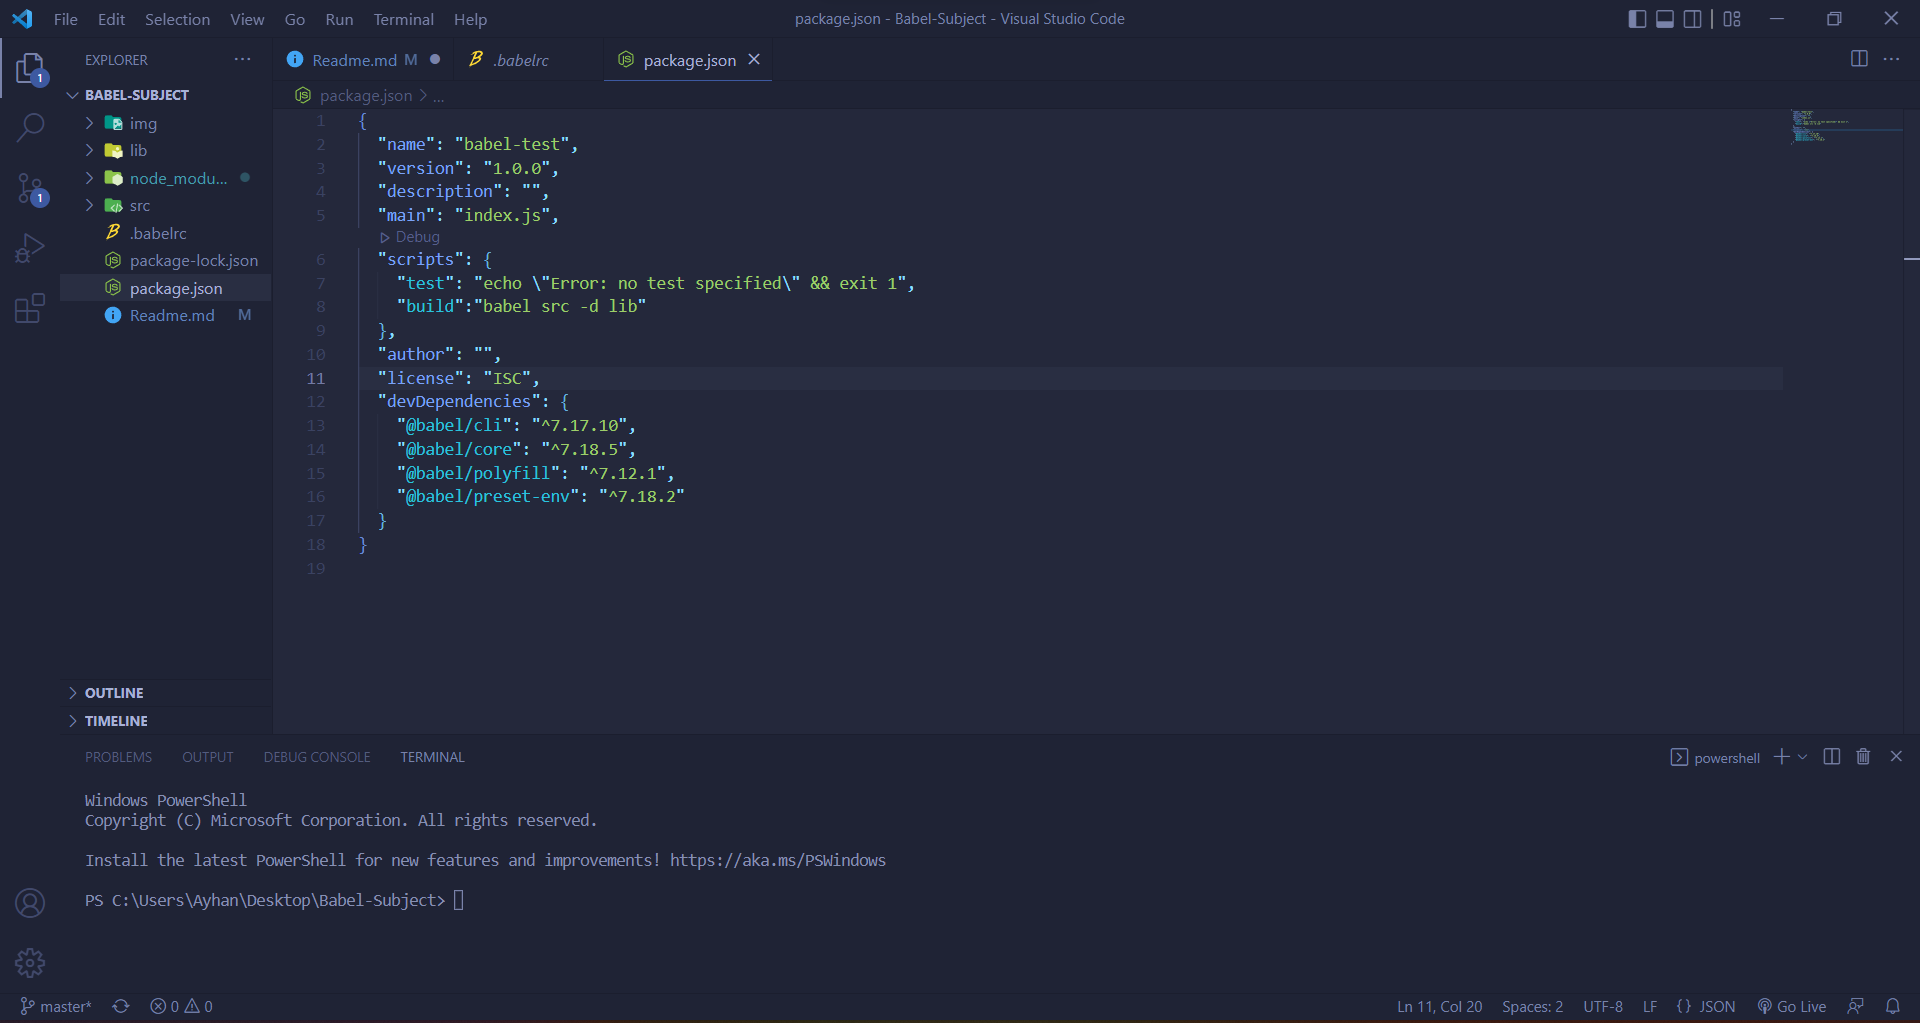 File Edit Selection View Go Run Terminal Help
package.json - Babel-Subject - Visual Studio Code
EXPLORER
Readme.md M
.babelrc
package.json
BABEL-SUBJECT
img
lib
node_modu...
src
.babelrc
package-lock.json
package.json
Readme.md M
OUTLINE
TIMELINE
1
1
package.json > ...
1 {
2 "name": "babel-test",
3 "version": "1.0.0",
4 "description": "",
5 "main": "index.js",
Debug
6 "scripts": {
7 "test": "echo \"Error: no test specified\" && exit 1",
8 "build":"babel src -d lib"
9 },
10 "author": "",
11 "license": "ISC",
12 "devDependencies": {
13 "@babel/cli": "^7.17.10",
14 "@babel/core": "^7.18.5",
15 "@babel/polyfill": "^7.12.1",
16 "@babel/preset-env": "^7.18.2"
17 }
18 }
19
PROBLEMS OUTPUT DEBUG CONSOLE TERMINAL
powershell
Windows PowerShell
Copyright (C) Microsoft Corporation. All rights reserved.
Install the latest PowerShell for new features and improvements! https://aka.ms/PSWindows
PS C:\Users\Ayhan\Desktop\Babel-Subject>
master* 0 0
Ln 11, Col 20 Spaces: 2 UTF-8 LF {} JSON Go Live